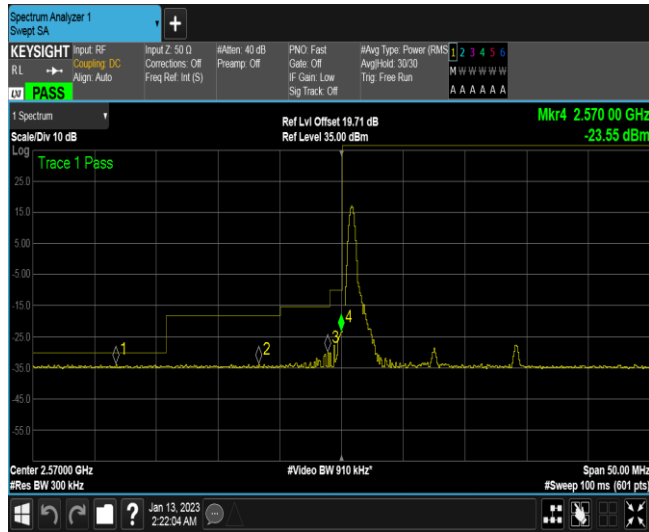 Spectrum Analyzer 1
Swept SA
+
KEYSIGHT
RL
LXI PASS
Input: RF
Coupling: DC
Align: Auto
Input Z: 50 Ω
Corrections: Off
Freq Ref: Int (S)
#Atten: 40 dB
Preamp: Off
PNO: Fast
Gate: Off
IF Gain: Low
Sig Track: Off
#Avg Type: Power (RMS
Avg|Hold: 30/30
Trig: Free Run
1 2 3 4 5 6
M W W W W W
A A A A A A
1 Spectrum
Scale/Div 10 dB
Ref Lvl Offset 19.71 dB
Ref Level 35.00 dBm
Mkr4 2.570 00 GHz
-23.55 dBm
Log
Trace 1 Pass
25.0
15.0
5.00
-5.00
-15.0
-25.0
-35.0
-45.0
-55.0
1
2
3
4
Center 2.57000 GHz
#Res BW 300 kHz
#Video BW 910 kHz*
Span 50.00 MHz
#Sweep 100 ms (601 pts)
?
Jan 13, 2023
2:22:04 AM